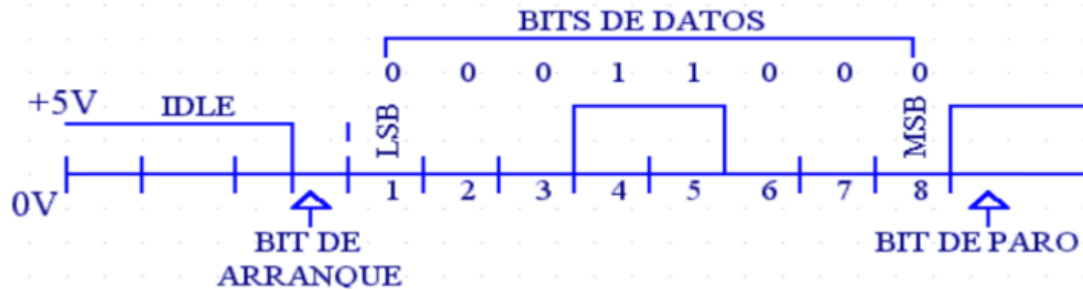 BITS DE DATOS
0 0 0 1 1 0 0 0
+5V IDLE
LSB MSB
1 2 3 4 5 6 7 8
0V
BIT DE
ARRANQUE
BIT DE PARO